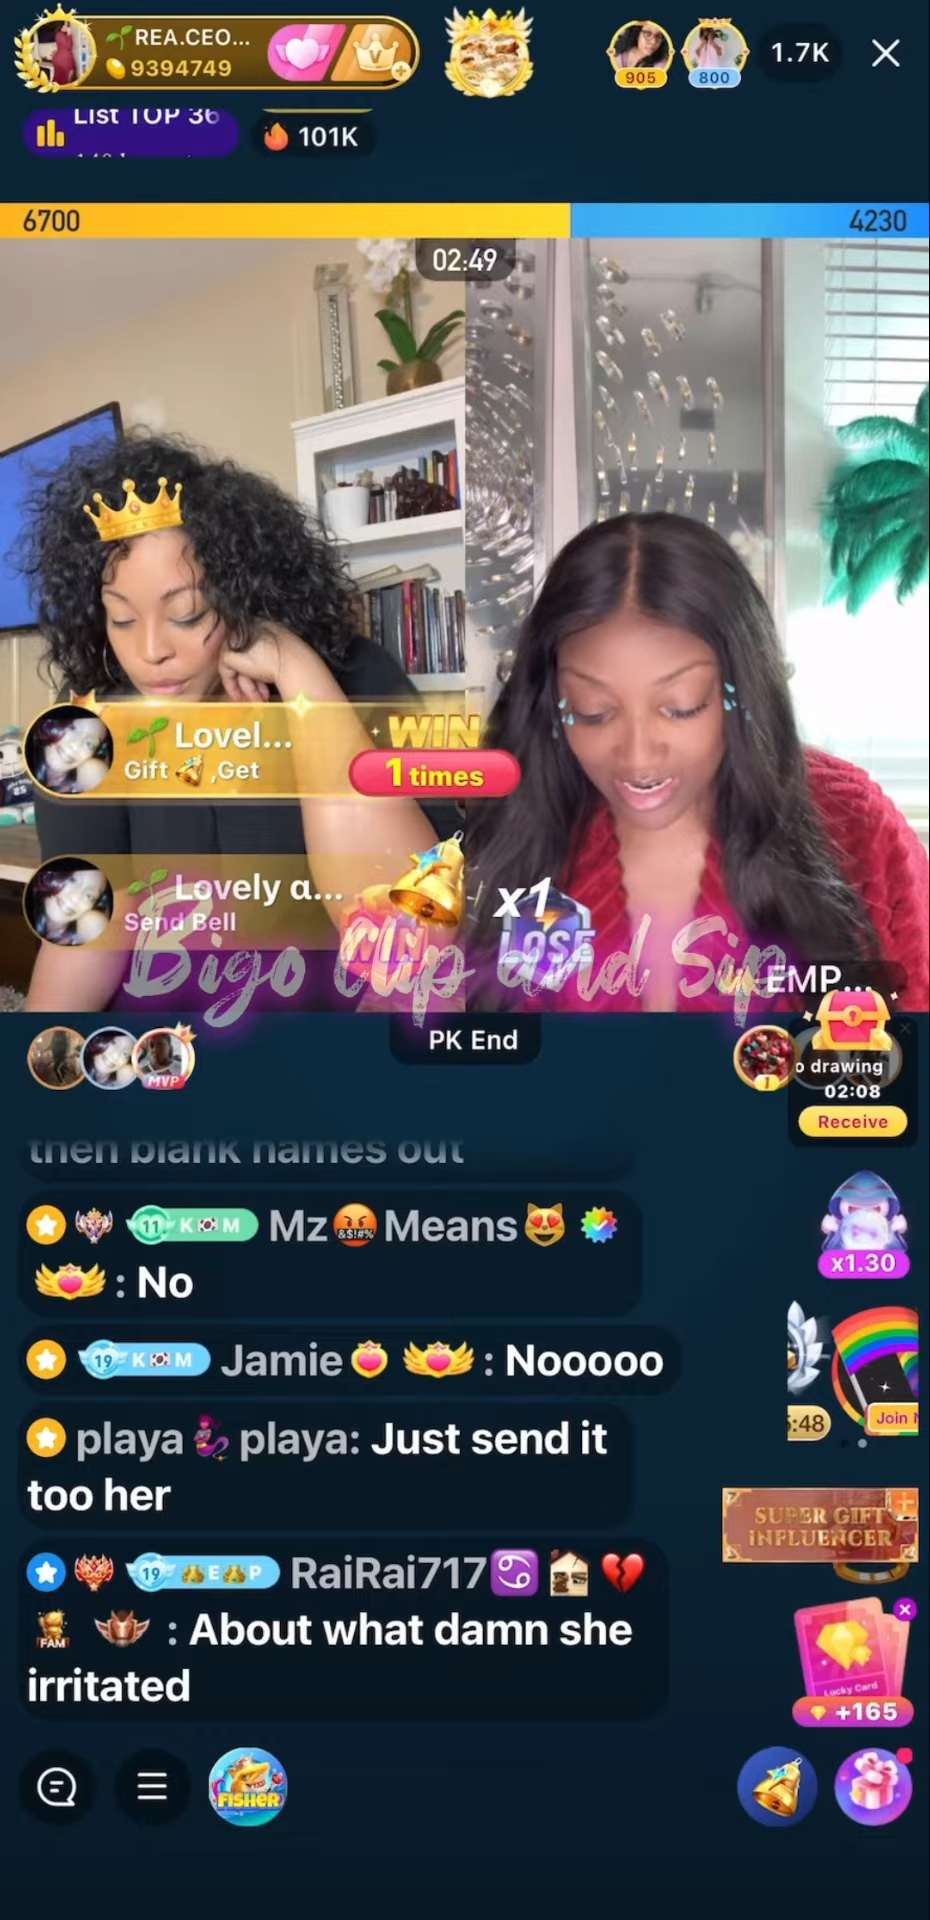 REA.CEO...
9394749
905
800
1.7K
List TOP 36
101K
6700
4230
02:49
Lovel...
Gift ,Get
WIN
1 times
Lovely a...
Send Bell
x1
WIN
LOSE
Bigo Clip and Sip
EMP...
PK End
MVP
1
o drawing
02:08
Receive
then blank names out
11 K M Mz &$!#% Means
: No
x1.30
19 K M Jamie : Nooooo
playa playa: Just send it
too her
5:48
Join
SUPER GIFT
INFLUENCER
19 E P RaiRai717
FAM : About what damn she
irritated
Lucky Card
+165
FISHER